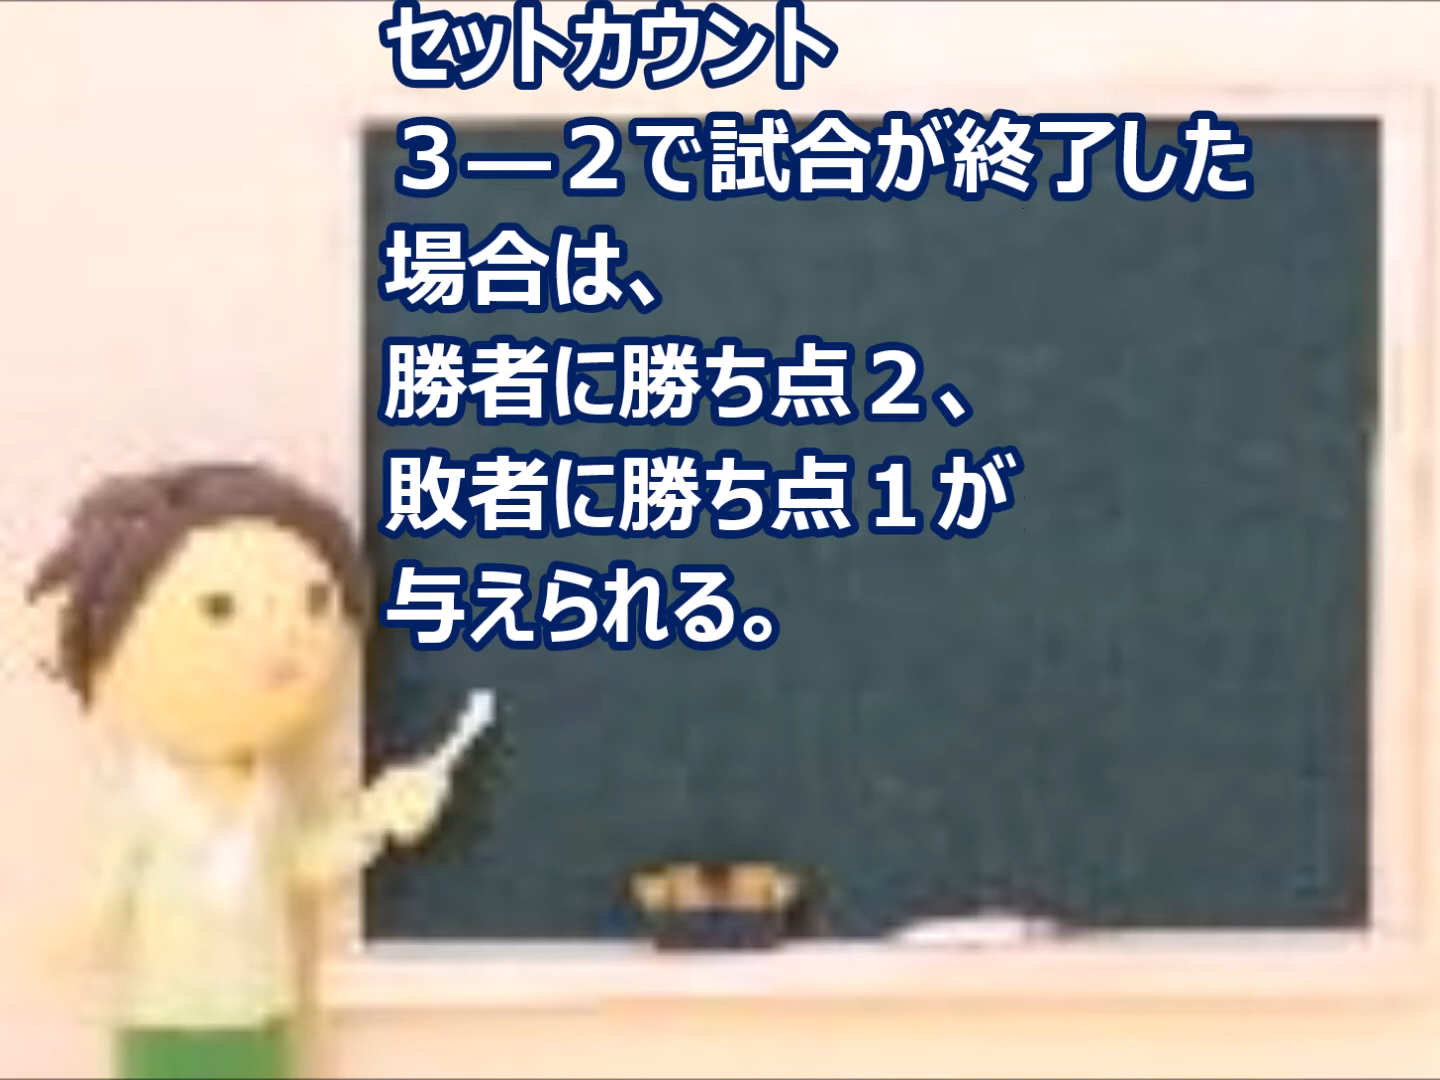 セットカウント
３―２で試合が終了した
場合は、
勝者に勝ち点２、
敗者に勝ち点１が
与えられる。